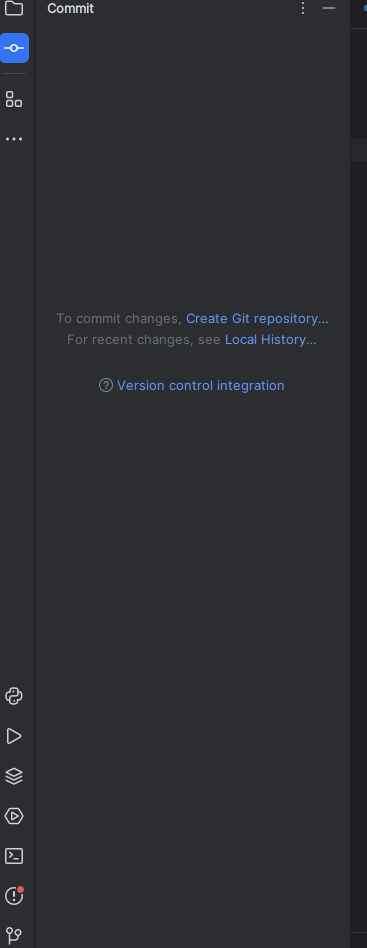 Commit
To commit changes, Create Git repository...
For recent changes, see Local History...
Version control integration